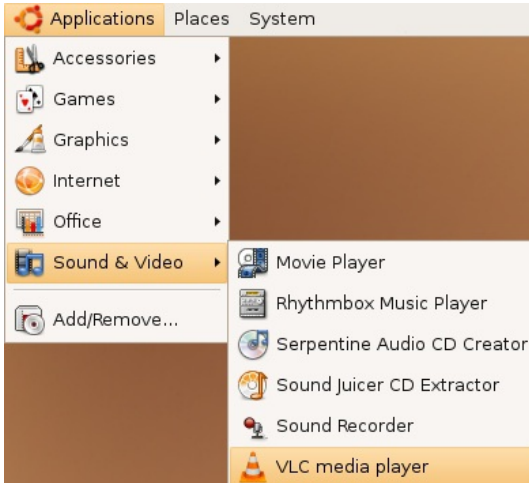 Applications Places System
Accessories
Games
Graphics
Internet
Office
Sound & Video
Add/Remove...
Movie Player
Rhythmbox Music Player
Serpentine Audio CD Creator
Sound Juicer CD Extractor
Sound Recorder
VLC media player